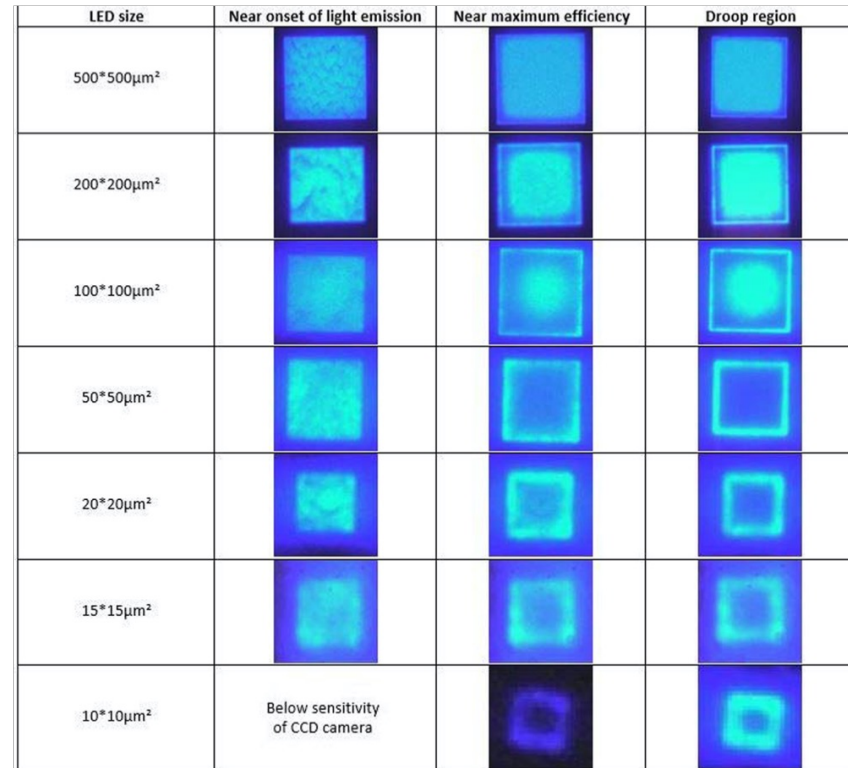 LED size Near onset of light emission Near maximum efficiency Droop region
500*500µm²
200*200µm²
100*100µm²
50*50µm²
20*20µm²
15*15µm²
10*10µm² Below sensitivity
of CCD camera